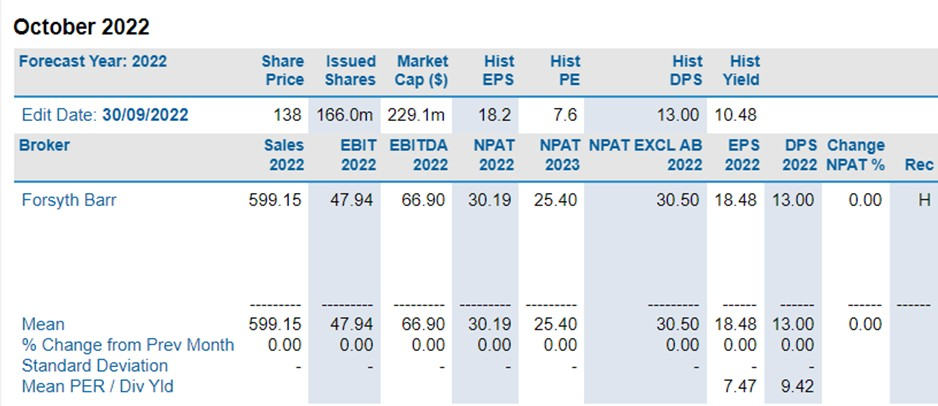 October 2022
Forecast Year: 2022 Share Issued Market Hist Hist Hist Hist
Price Shares Cap ($) EPS PE DPS Yield
Edit Date: 30/09/2022 138 166.0m 229.1m 18.2 7.6 13.00 10.48
Broker Sales EBIT EBITDA NPAT NPAT NPAT EXCL AB EPS DPS Change
2022 2022 2022 2022 2023 2022 2022 2022 NPAT % Rec
Forsyth Barr 599.15 47.94 66.90 30.19 25.40 30.50 18.48 13.00 0.00 H
--------- ------ --------- --------- --------- --------- ------ ------ ------ ------
Mean 599.15 47.94 66.90 30.19 25.40 30.50 18.48 13.00 0.00
% Change from Prev Month 0.00 0.00 0.00 0.00 0.00 0.00 0.00 0.00
Standard Deviation - - - - - - - -
Mean PER / Div Yld 7.47 9.42